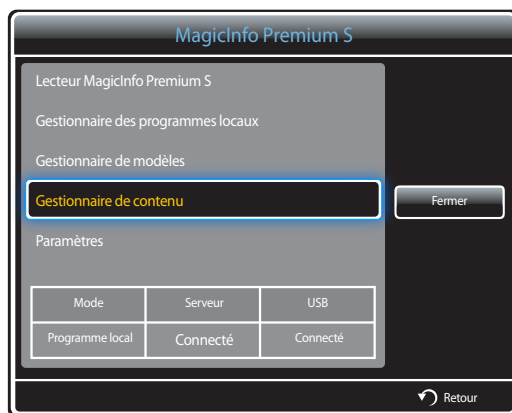 MagicInfo Premium S
Lecteur MagicInfo Premium S
Gestionnaire des programmes locaux
Gestionnaire de modèles
Gestionnaire de contenu
Fermer
Paramètres
Mode Serveur USB
Programme local Connecté Connecté
Retour